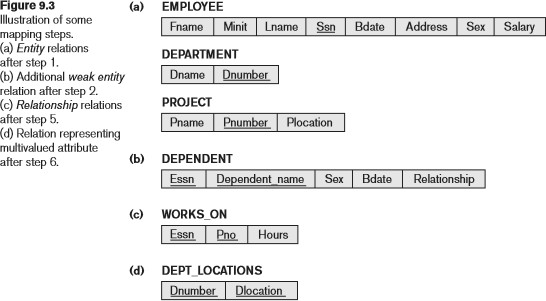 Figure 9.3
Illustration of some
mapping steps.
(a) Entity relations
after step 1.
(b) Additional weak entity
relation after step 2.
(c) Relationship relations
after step 5.
(d) Relation representing
multivalued attribute
after step 6.
(a) EMPLOYEE
Fname Minit Lname Ssn Bdate Address Sex Salary
DEPARTMENT
Dname Dnumber
PROJECT
Pname Pnumber Plocation
(b) DEPENDENT
Essn Dependent_name Sex Bdate Relationship
(c) WORKS_ON
Essn Pno Hours
(d) DEPT_LOCATIONS
Dnumber Dlocation